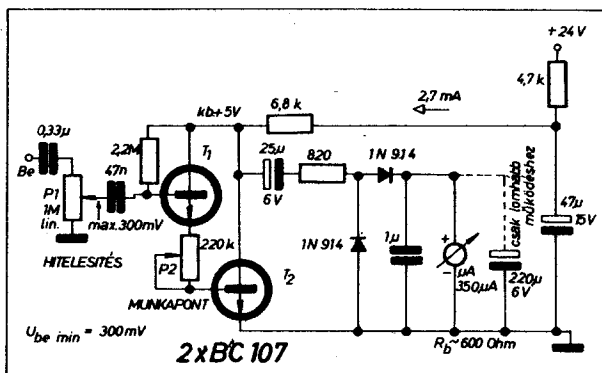 + 24V
4,7k
2,7 mA
6,8 k
kb.+5V
0,33µ
Be
P1
1M
lin.
47n
max.300mV
HITELESÍTÉS
2,2M
T1
220 k
P2
MUNKAPONT
T2
25µ
6V
820
1N 914
1N 914
1µ
+
-
µA
350µA
csak lomhább
működéshez
220µ
6V
47µ
15V
Rb~600 Ohm
Ube min = 300mV
2xBC 107